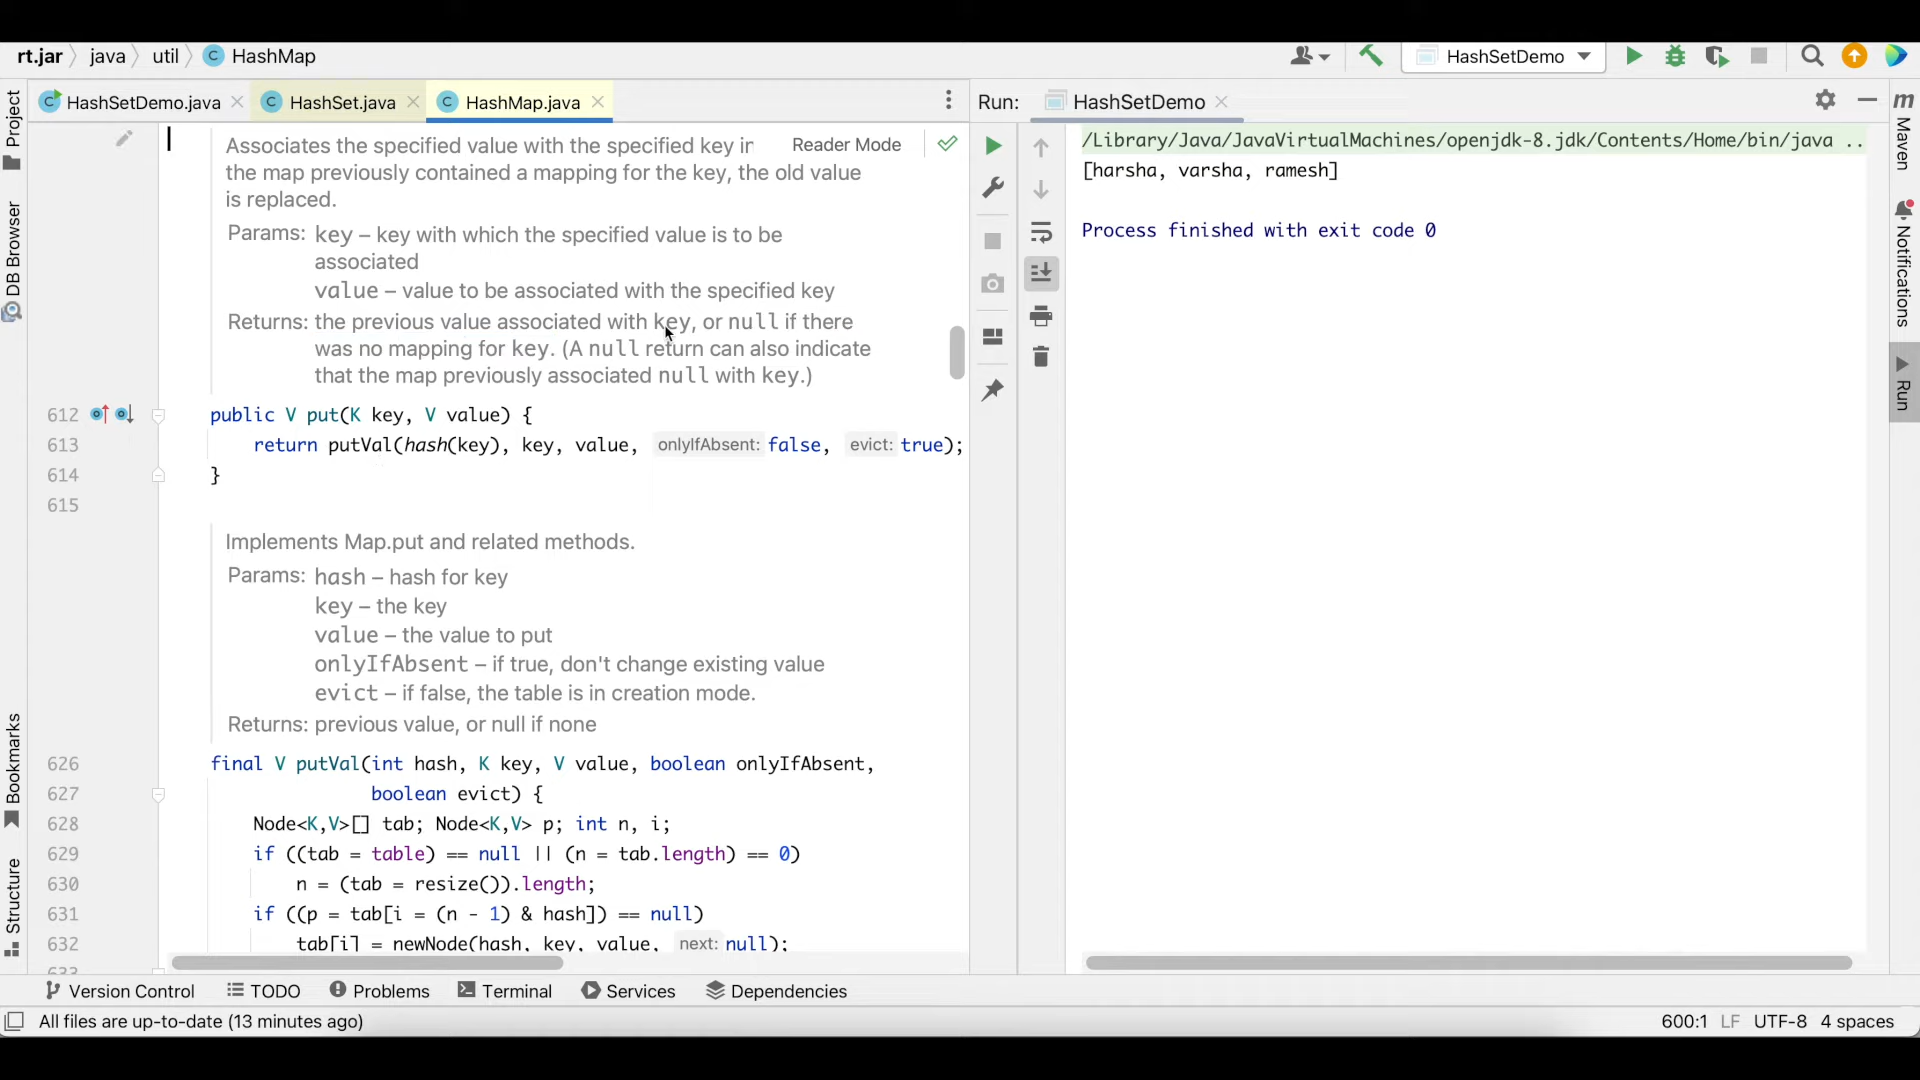 rt.jar java util HashMap
HashSetDemo
HashSetDemo.java HashSet.java HashMap.java
Run: HashSetDemo
Project
DB Browser
Bookmarks
Structure
Associates the specified value with the specified key in
Reader Mode
the map previously contained a mapping for the key, the old value
is replaced.
Params: key – key with which the specified value is to be
associated
value – value to be associated with the specified key
Returns: the previous value associated with key, or null if there
was no mapping for key. (A null return can also indicate
that the map previously associated null with key.)
612 public V put(K key, V value) {
613 return putVal(hash(key), key, value, onlyIfAbsent: false, evict: true);
614 }
615
Implements Map.put and related methods.
Params: hash – hash for key
key – the key
value – the value to put
onlyIfAbsent – if true, don't change existing value
evict – if false, the table is in creation mode.
Returns: previous value, or null if none
626 final V putVal(int hash, K key, V value, boolean onlyIfAbsent,
627 boolean evict) {
628 Node<K,V>[] tab; Node<K,V> p; int n, i;
629 if ((tab = table) == null || (n = tab.length) == 0)
630 n = (tab = resize()).length;
631 if ((p = tab[i = (n - 1) & hash]) == null)
632 tab[i] = newNode(hash, key, value, next: null);
633
/Library/Java/JavaVirtualMachines/openjdk-8.jdk/Contents/Home/bin/java ..
[harsha, varsha, ramesh]
Process finished with exit code 0
m
Maven
Notifications
Run
Version Control TODO Problems Terminal Services Dependencies
All files are up-to-date (13 minutes ago)
600:1 LF UTF-8 4 spaces